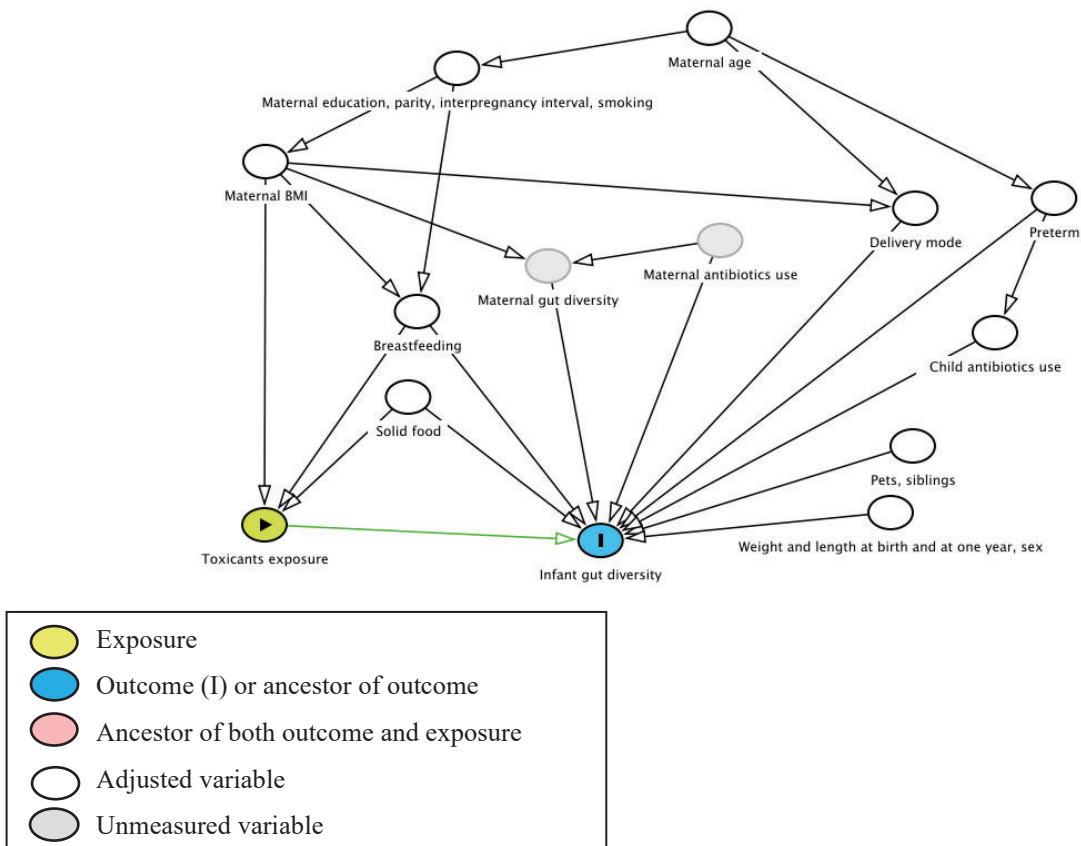 Maternal age
Maternal education, parity, interpregnancy interval, smoking
Maternal BMI
Delivery mode
Preterm
Maternal antibiotics use
Maternal gut diversity
Breastfeeding
Child antibiotics use
Solid food
Pets, siblings
Weight and length at birth and at one year, sex
Toxicants exposure
I
Infant gut diversity
Exposure
Outcome (I) or ancestor of outcome
Ancestor of both outcome and exposure
Adjusted variable
Unmeasured variable